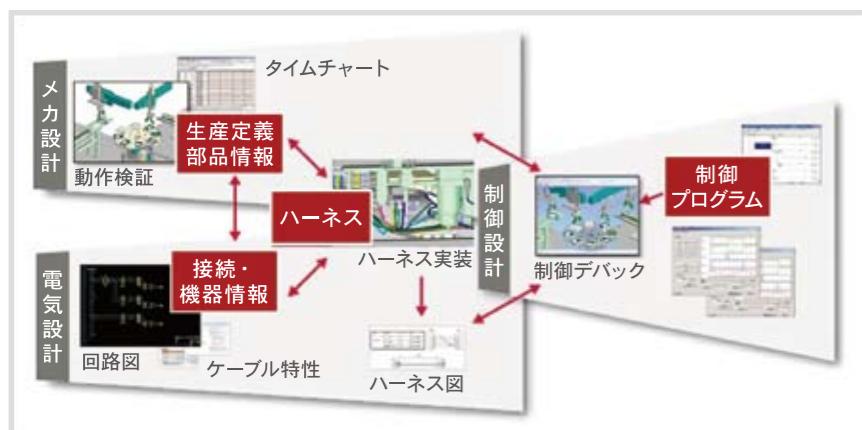 メカ設計
タイムチャート
生産定義
部品情報
動作検証
ハーネス
ハーネス実装
電気設計
接続・
機器情報
回路図
ケーブル特性
ハーネス図
制御設計
制御デバック
制御
プログラム